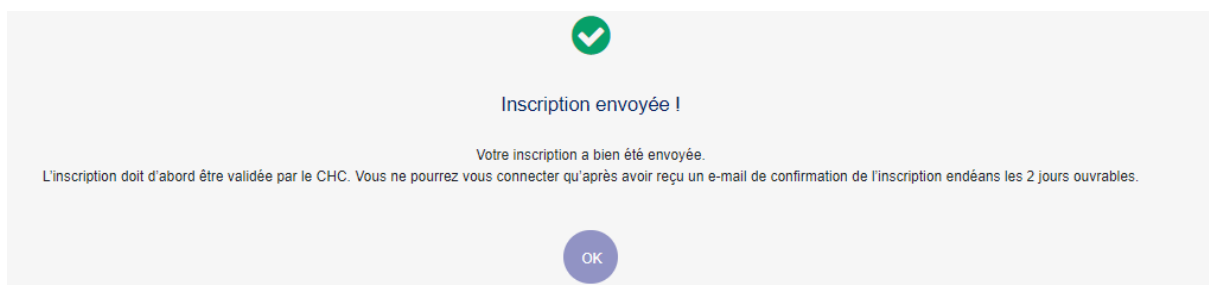 Inscription envoyée !
Votre inscription a bien été envoyée.
L'inscription doit d'abord être validée par le CHC. Vous ne pourrez vous connecter qu'après avoir reçu un e-mail de confirmation de l'inscription endéans les 2 jours ouvrables.
OK